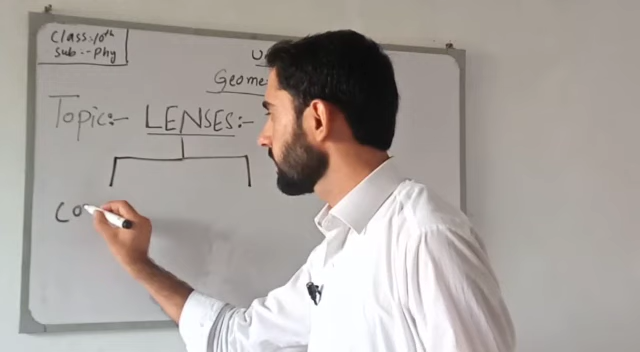 Class:10th
Sub:-Phy
U
Geome
Topic:- LENSES:-
Co